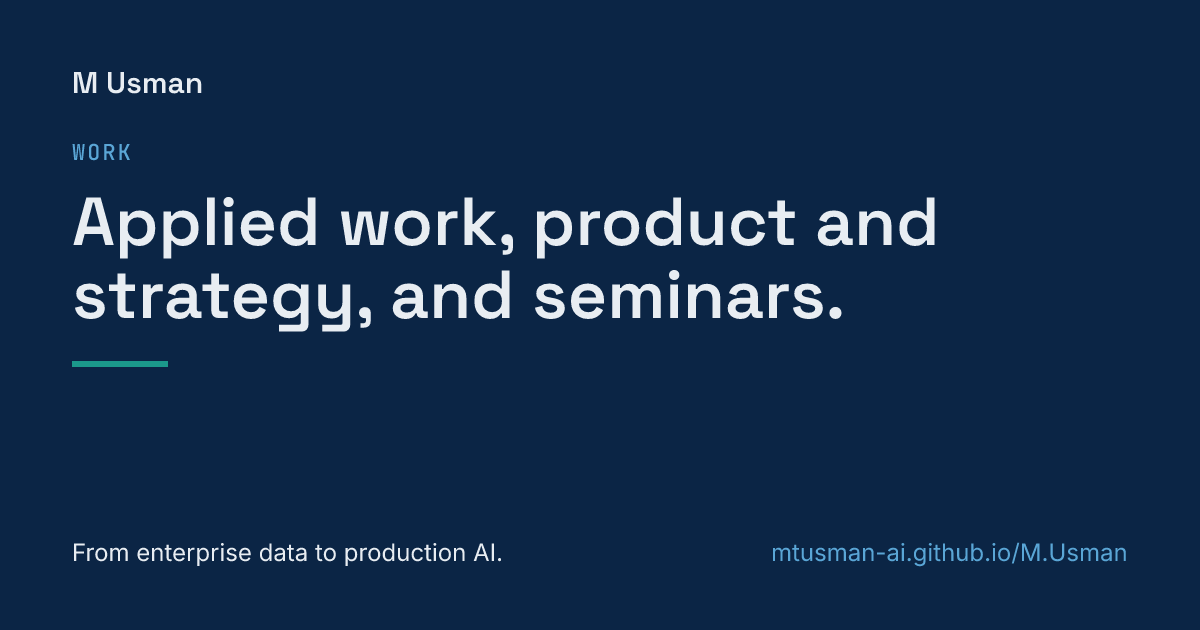 M Usman
WORK
Applied work, product and
strategy, and seminars.
From enterprise data to production AI.
mtusman-ai.github.io/M.Usman